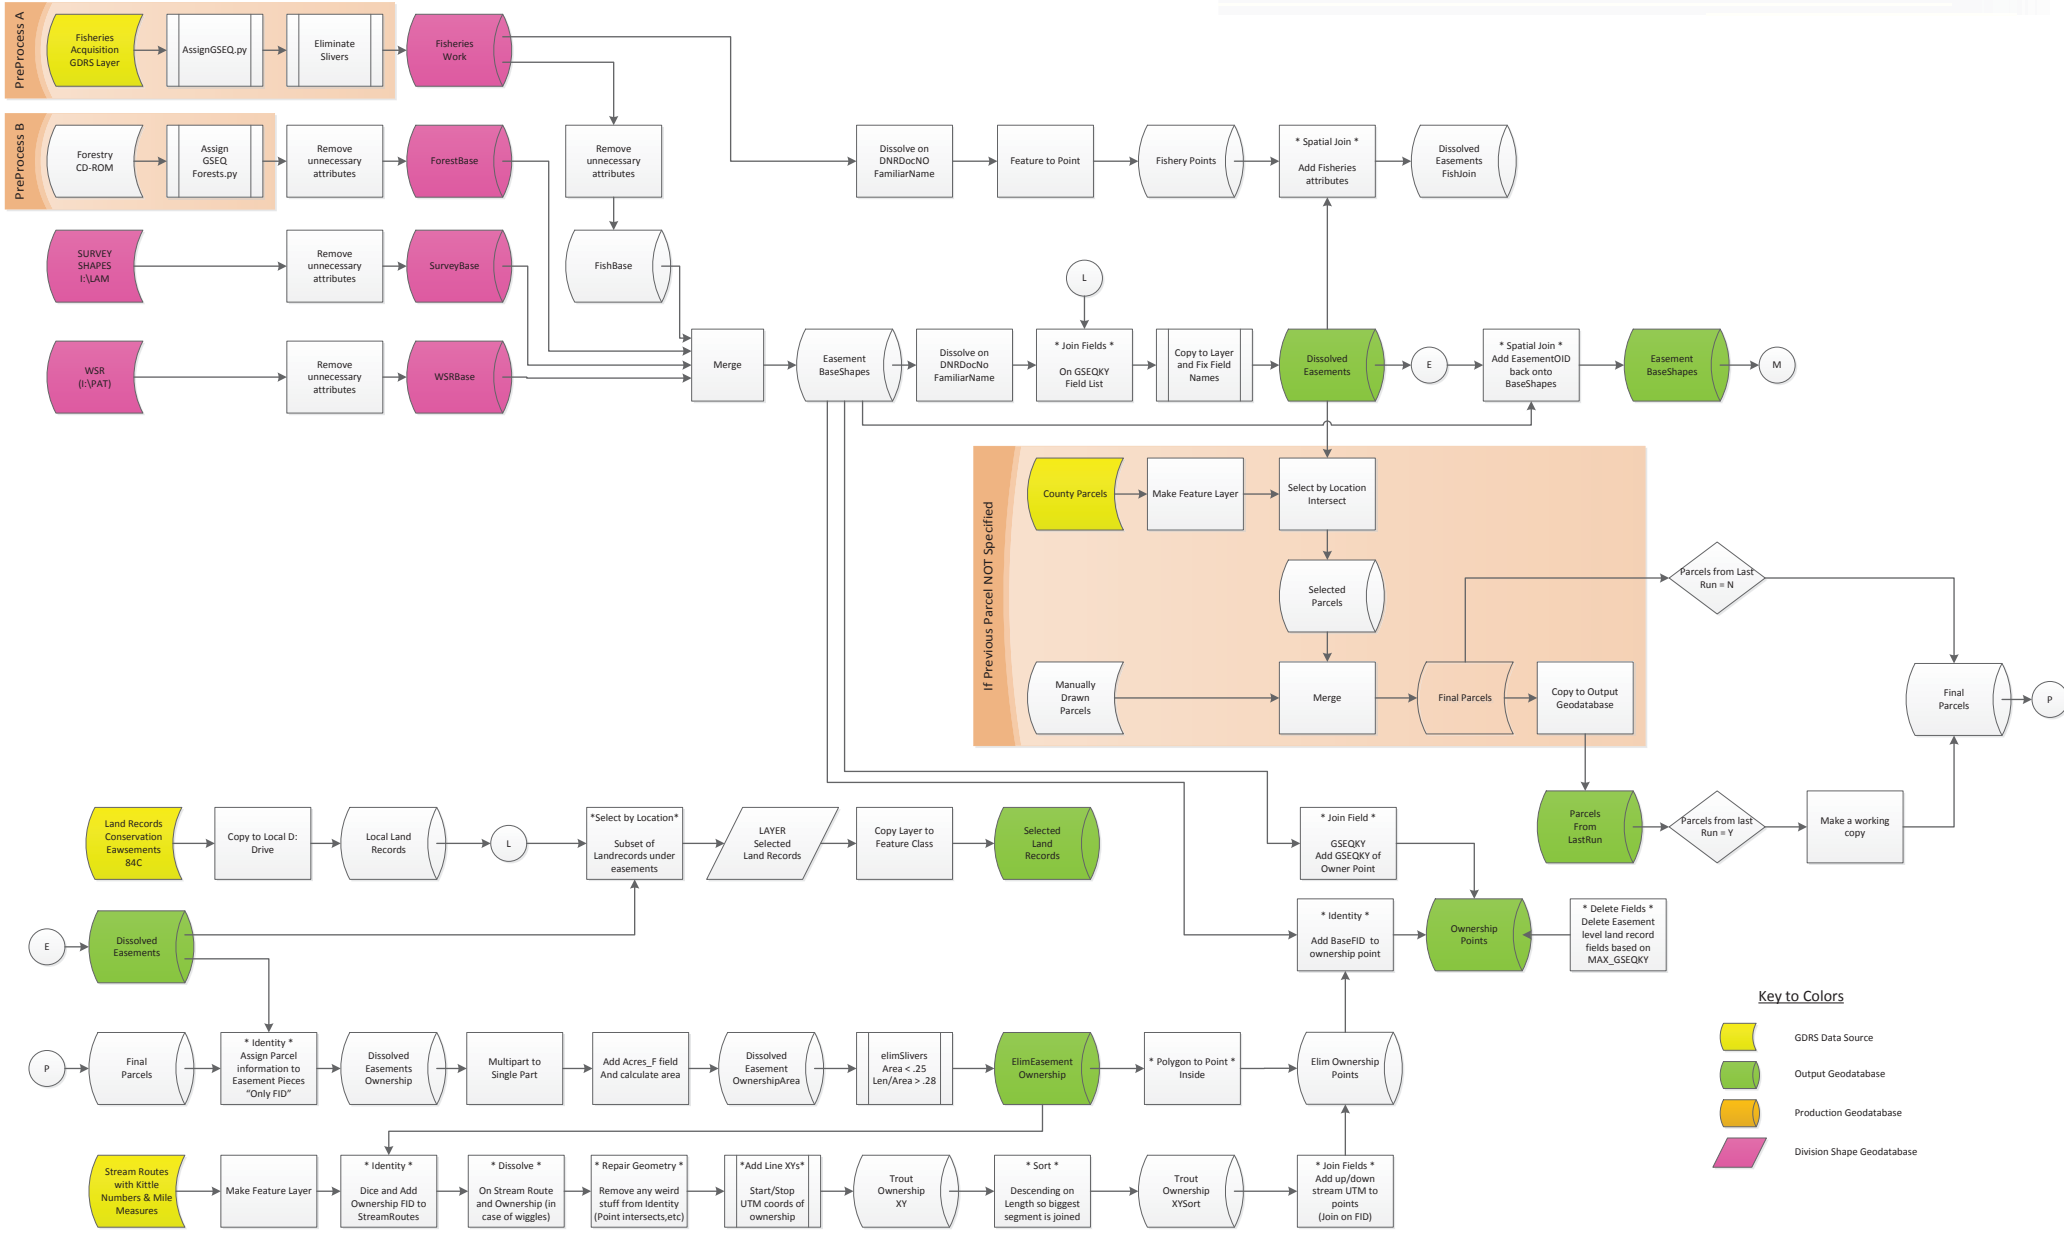 PreProcess A
Fisheries
Acquisition
GDRS Layer
AssignGSEQ.py
Eliminate
Slivers
Fisheries
Work
PreProcess B
Forestry
CD-ROM
Assign
GSEQ
Forests.py
Remove
unnecessary
attributes
ForestBase
Remove
unnecessary
attributes
Dissolve on
DNRDocNO
FamiliarName
Feature to Point
Fishery Points
* Spatial Join *
Add Fisheries
attributes
Dissolved
Easements
FishJoin
SURVEY
SHAPES
I:\LAM
Remove
unnecessary
attributes
SurveyBase
FishBase
L
WSR
(I:\PAT)
Remove
unnecessary
attributes
WSRBase
Merge
Easement
BaseShapes
Dissolve on
DNRDocNo
FamiliarName
* Join Fields *
On GSEQKY
Field List
Copy to Layer
and Fix Field
Names
Dissolved
Easements
E
* Spatial Join *
Add EasementOID
back onto
BaseShapes
Easement
BaseShapes
M
If Previous Parcel NOT Specified
County Parcels
Make Feature Layer
Select by Location
Intersect
Selected
Parcels
Parcels from Last
Run = N
Manually
Drawn
Parcels
Merge
Final Parcels
Copy to Output
Geodatabase
Final
Parcels
P
Land Records
Conservation
Eawsements
84C
Copy to Local D:
Drive
Local Land
Records
L
*Select by Location*
Subset of
Landrecords under
easements
LAYER
Selected
Land Records
Copy Layer to
Feature Class
Selected
Land
Records
* Join Field *
GSEQKY
Add GSEQKY of
Owner Point
Parcels
From
LastRun
Parcels from last
Run = Y
Make a working
copy
E
Dissolved
Easements
* Identity *
Add BaseFID to
ownership point
Ownership
Points
* Delete Fields *
Delete Easement
level land record
fields based on
MAX_GSEQKY
P
Final
Parcels
* Identity *
Assign Parcel
information to
Easement Pieces
“Only FID”
Dissolved
Easements
Ownership
Multipart to
Single Part
Add Acres_F field
And calculate area
Dissolved
Easement
OwnershipArea
elimSlivers
Area < .25
Len/Area > .28
ElimEasement
Ownership
* Polygon to Point *
Inside
Elim Ownership
Points
Stream Routes
with Kittle
Numbers & Mile
Measures
Make Feature Layer
* Identity *
Dice and Add
Ownership FID to
StreamRoutes
* Dissolve *
On Stream Route
and Ownership (in
case of wiggles)
* Repair Geometry *
Remove any weird
stuff from Identity
(Point intersects,etc)
*Add Line XYs*
Start/Stop
UTM coords of
ownership
Trout
Ownership
XY
* Sort *
Descending on
Length so biggest
segment is joined
Trout
Ownership
XYSort
* Join Fields *
Add up/down
stream UTM to
points
(Join on FID)
Key to Colors
GDRS Data Source
Output Geodatabase
Production Geodatabase
Division Shape Geodatabase